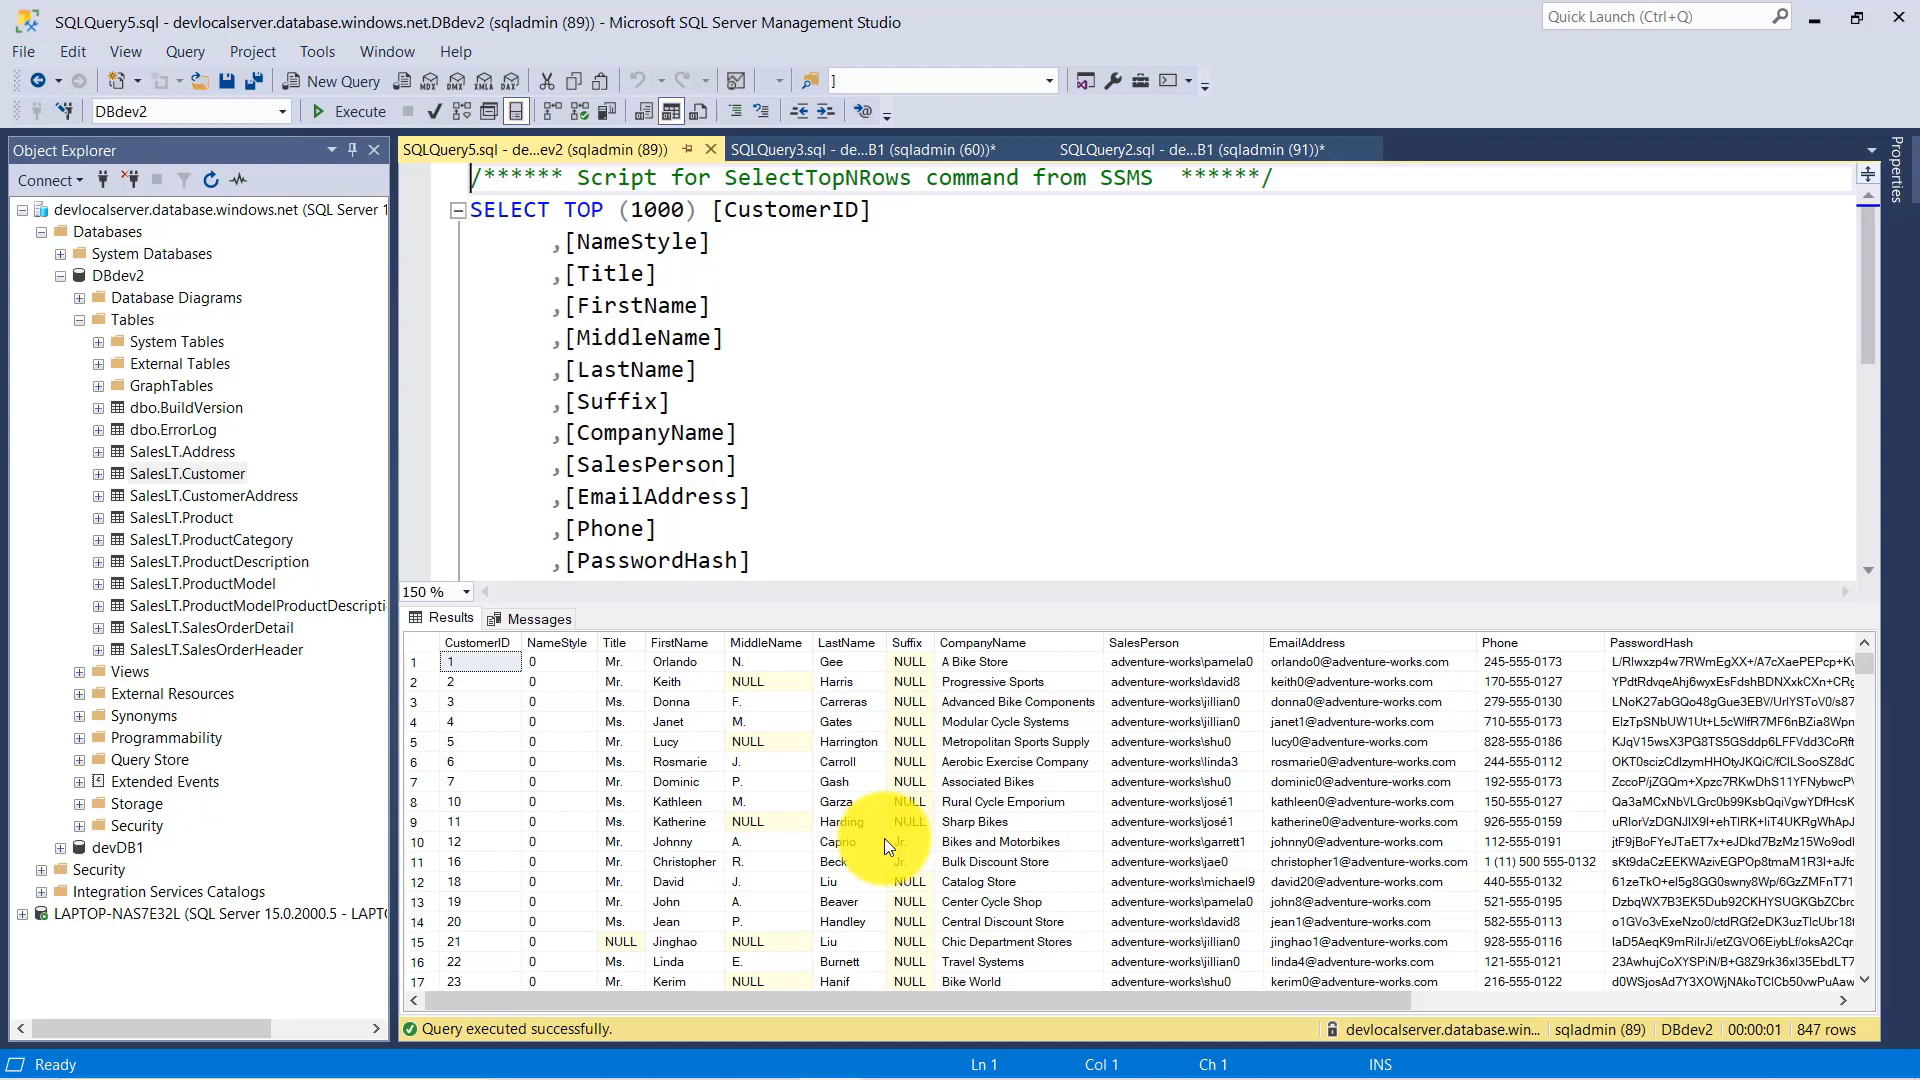 SQLQuery5.sql - devlocalserver.database.windows.net.DBdev2 (sqladmin (89)) - Microsoft SQL Server Management Studio
Quick Launch (Ctrl+Q)
File Edit View Query Project Tools Window Help
New Query
]
DBdev2
Execute
Object Explorer
Connect
devlocalserver.database.windows.net (SQL Server 1
Databases
System Databases
DBdev2
Database Diagrams
Tables
System Tables
External Tables
GraphTables
dbo.BuildVersion
dbo.ErrorLog
SalesLT.Address
SalesLT.Customer
SalesLT.CustomerAddress
SalesLT.Product
SalesLT.ProductCategory
SalesLT.ProductDescription
SalesLT.ProductModel
SalesLT.ProductModelProductDescripti
SalesLT.SalesOrderDetail
SalesLT.SalesOrderHeader
Views
External Resources
Synonyms
Programmability
Query Store
Extended Events
Storage
Security
devDB1
Security
Integration Services Catalogs
LAPTOP-NAS7E32L (SQL Server 15.0.2000.5 - LAPT
SQLQuery5.sql - de...ev2 (sqladmin (89)) SQLQuery3.sql - de...B1 (sqladmin (60))* SQLQuery2.sql - de...B1 (sqladmin (91))*
Properties
/****** Script for SelectTopNRows command from SSMS  ******/
SELECT TOP (1000) [CustomerID]
,[NameStyle]
,[Title]
,[FirstName]
,[MiddleName]
,[LastName]
,[Suffix]
,[CompanyName]
,[SalesPerson]
,[EmailAddress]
,[Phone]
,[PasswordHash]
150 %
Results Messages
CustomerID NameStyle Title FirstName MiddleName LastName Suffix CompanyName SalesPerson EmailAddress Phone PasswordHash
1 1 0 Mr. Orlando N. Gee NULL A Bike Store adventure-works\pamela0 orlando0@adventure-works.com 245-555-0173
2 2 0 Mr. Keith NULL Harris NULL Progressive Sports adventure-works\david8 keith0@adventure-works.com 170-555-0127
3 3 0 Ms. Donna F. Carreras NULL Advanced Bike Components adventure-works\jillian0 donna0@adventure-works.com 279-555-0130
4 4 0 Ms. Janet M. Gates NULL Modular Cycle Systems adventure-works\jillian0 janet1@adventure-works.com 710-555-0173
5 5 0 Mr. Lucy NULL Harrington NULL Metropolitan Sports Supply adventure-works\shu0 lucy0@adventure-works.com 828-555-0186
6 6 0 Ms. Rosmarie J. Carroll NULL Aerobic Exercise Company adventure-works\linda3 rosmarie0@adventure-works.com 244-555-0112
7 7 0 Mr. Dominic P. Gash NULL Associated Bikes adventure-works\shu0 dominic0@adventure-works.com 192-555-0173
8 10 0 Ms. Kathleen M. Garza NULL Rural Cycle Emporium adventure-works\josé1 kathleen0@adventure-works.com 150-555-0127
9 11 0 Ms. Katherine NULL Harding NULL Sharp Bikes adventure-works\josé1 katherine0@adventure-works.com 926-555-0159
10 12 0 Mr. Johnny A. Caprio Jr. Bikes and Motorbikes adventure-works\garrett1 johnny0@adventure-works.com 112-555-0191
11 16 0 Mr. Christopher R. Beck Jr. Bulk Discount Store adventure-works\jae0 christopher1@adventure-works.com 1 (11) 500 555-0132
12 18 0 Mr. David J. Liu NULL Catalog Store adventure-works\michael9 david20@adventure-works.com 440-555-0132
13 19 0 Mr. John A. Beaver NULL Center Cycle Shop adventure-works\pamela0 john8@adventure-works.com 521-555-0195
14 20 0 Ms. Jean P. Handley NULL Central Discount Store adventure-works\david8 jean1@adventure-works.com 582-555-0113
15 21 0 NULL Jinghao NULL Liu NULL Chic Department Stores adventure-works\jillian0 jinghao1@adventure-works.com 928-555-0116
16 22 0 Ms. Linda E. Burnett NULL Travel Systems adventure-works\jillian0 linda4@adventure-works.com 121-555-0121
17 23 0 Mr. Kerim NULL Hanif NULL Bike World adventure-works\shu0 kerim0@adventure-works.com 216-555-0122
Query executed successfully. devlocalserver.database.win... sqladmin (89) DBdev2 00:00:01 847 rows
Ready Ln 1 Col 1 Ch 1 INS